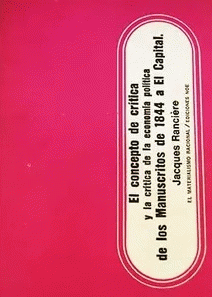 El concepto de crítica
y la crítica de la economía política
de los Manuscritos de 1844 a El Capital.
Jacques Rancière
EL MATERIALISMO RACIONAL / EDICIONES NOE